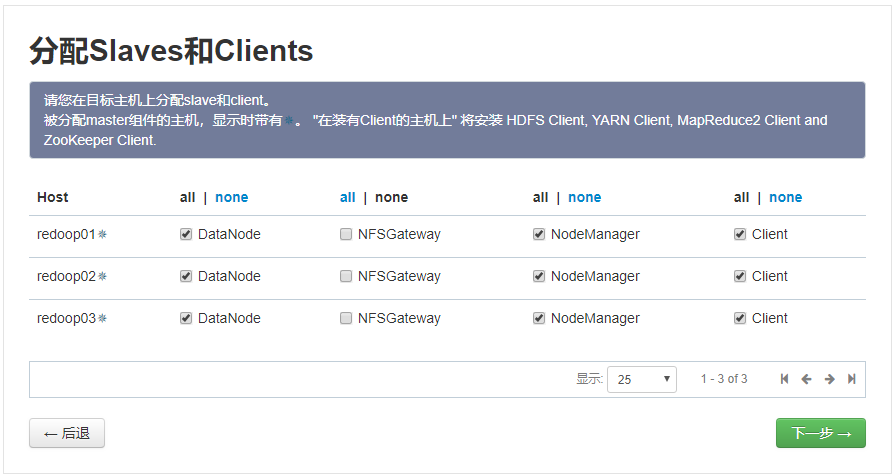 分配Slaves和Clients
请您在目标主机上分配slave和client。
被分配master组件的主机，显示时带有✵。 "在装有Client的主机上" 将安装 HDFS Client, YARN Client, MapReduce2 Client and
ZooKeeper Client.
Host all | none all | none all | none all | none
redoop01✵ DataNode NFSGateway NodeManager Client
redoop02✵ DataNode NFSGateway NodeManager Client
redoop03✵ DataNode NFSGateway NodeManager Client
显示: 25 1 - 3 of 3
← 后退 下一步 →